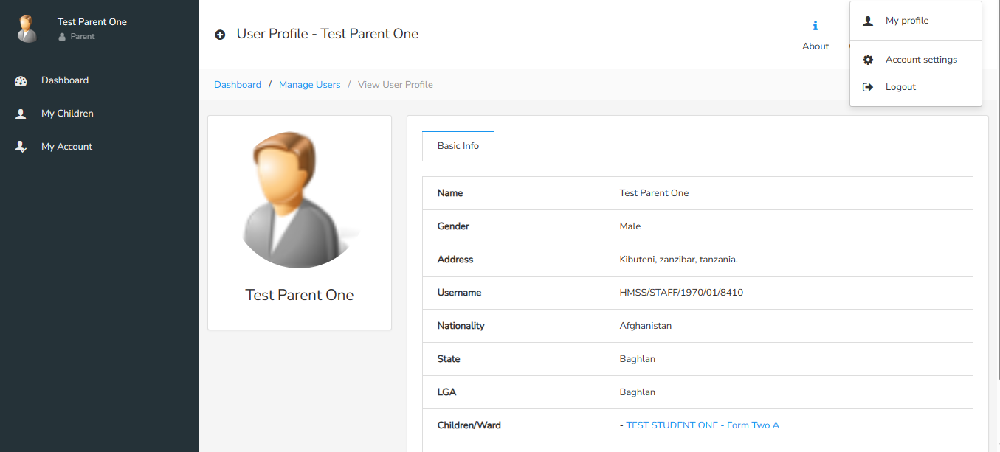 Test Parent One
Parent
Dashboard
My Children
My Account
User Profile - Test Parent One
About
My profile
Account settings
Logout
Dashboard / Manage Users / View User Profile
Test Parent One
Basic Info
Name Test Parent One
Gender Male
Address Kibuteni, zanzibar, tanzania.
Username HMSS/STAFF/1970/01/8410
Nationality Afghanistan
State Baghlan
LGA Baghlān
Children/Ward - TEST STUDENT ONE - Form Two A